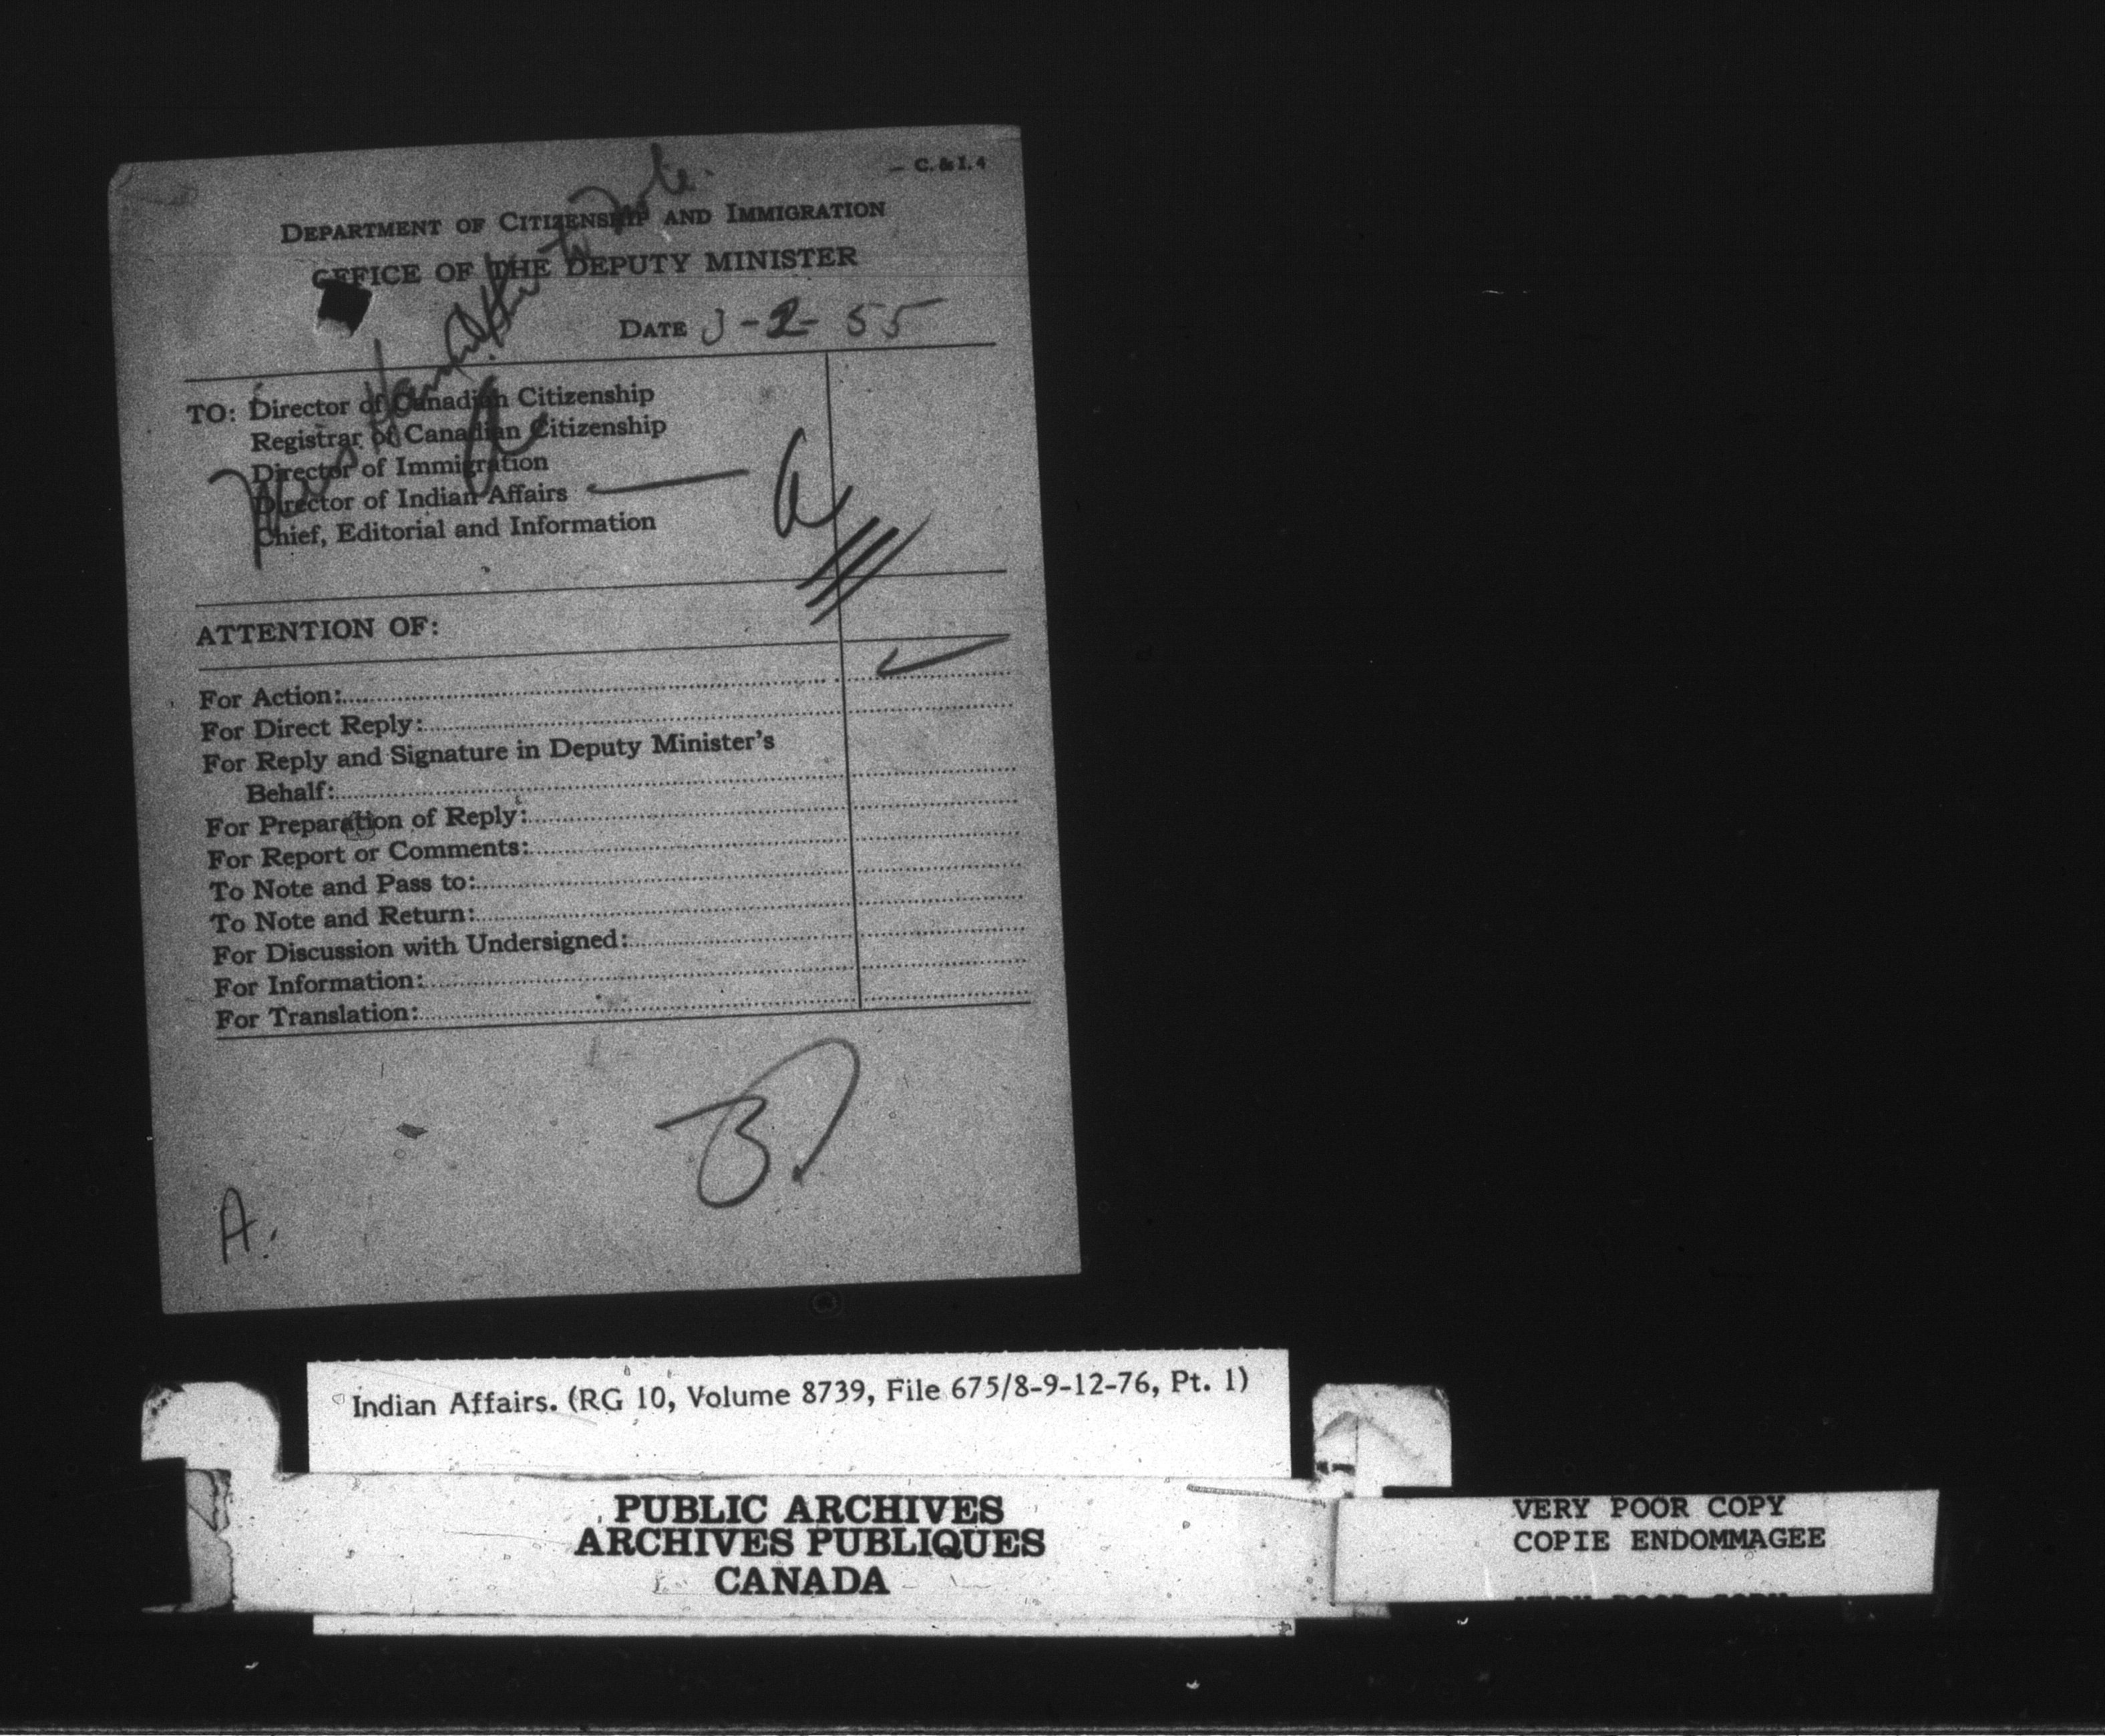 C. & I. 4
DEPARTMENT OF CITIZENSHIP AND IMMIGRATION
OFFICE OF THE DEPUTY MINISTER
DATE 3-2-55
TO: Director of Canadian Citizenship
Registrar of Canadian Citizenship
Director of Immigration
Director of Indian Affairs
Chief, Editorial and Information
ATTENTION OF:
For Action:
For Direct Reply:
For Reply and Signature in Deputy Minister's
Behalf:
For Preparation of Reply:
For Report or Comments:
To Note and Pass to:
To Note and Return:
For Discussion with Undersigned:
For Information:
For Translation:
A.
Indian Affairs. (RG 10, Volume 8739, File 675/8-9-12-76, Pt. 1)
PUBLIC ARCHIVES
ARCHIVES PUBLIQUES
CANADA
VERY POOR COPY
COPIE ENDOMMAGEE